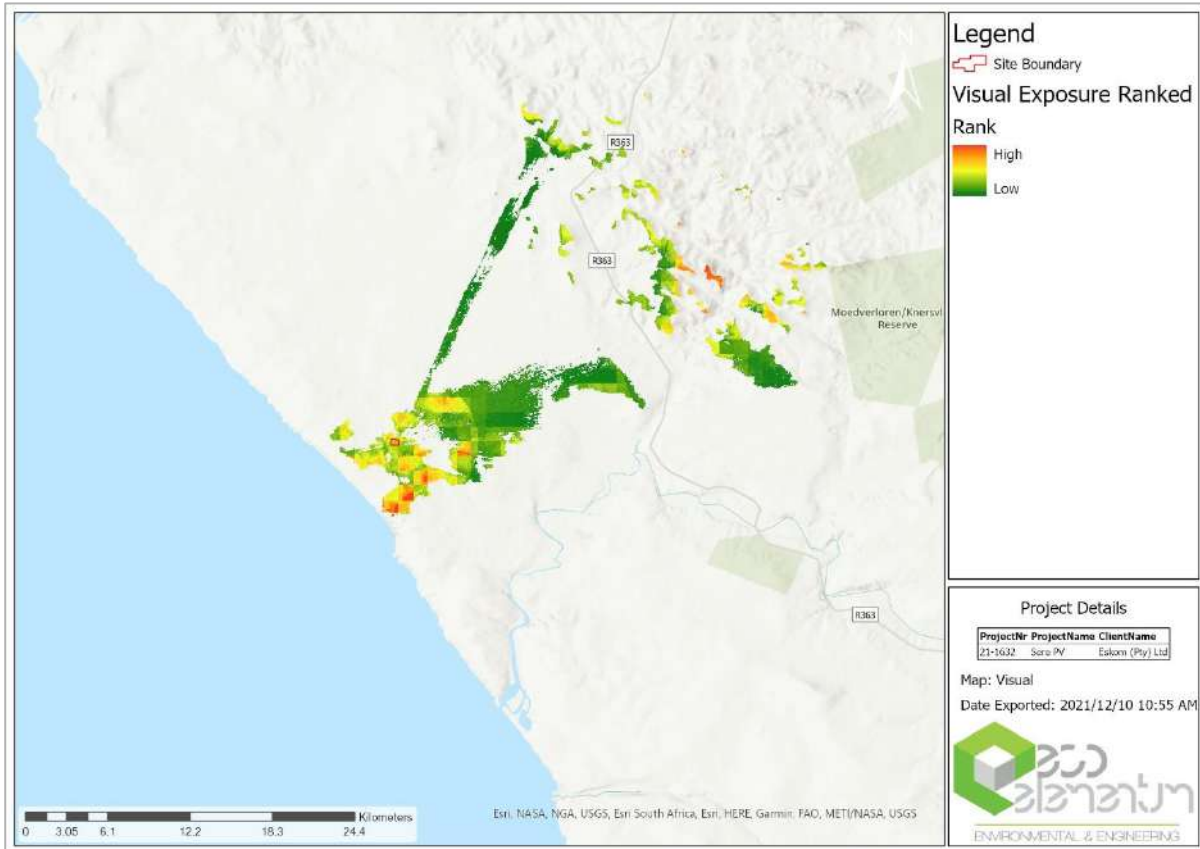 N
R363
R363
Moedverloren/Knersvl
Reserve
R363
Kilometers
0 3.05 6.1 12.2 18.3 24.4
Esri, NASA, NGA, USGS, Esri South Africa, Esri, HERE, Garmin, FAO, METI/NASA, USGS
Legend
Site Boundary
Visual Exposure Ranked
Rank
High
Low
Project Details
ProjectNr ProjectName ClientName
21-1632 Sere PV Eskom (Pty) Ltd
Map: Visual
Date Exported: 2021/12/10 10:55 AM
eco
elementum
ENVIRONMENTAL & ENGINEERING